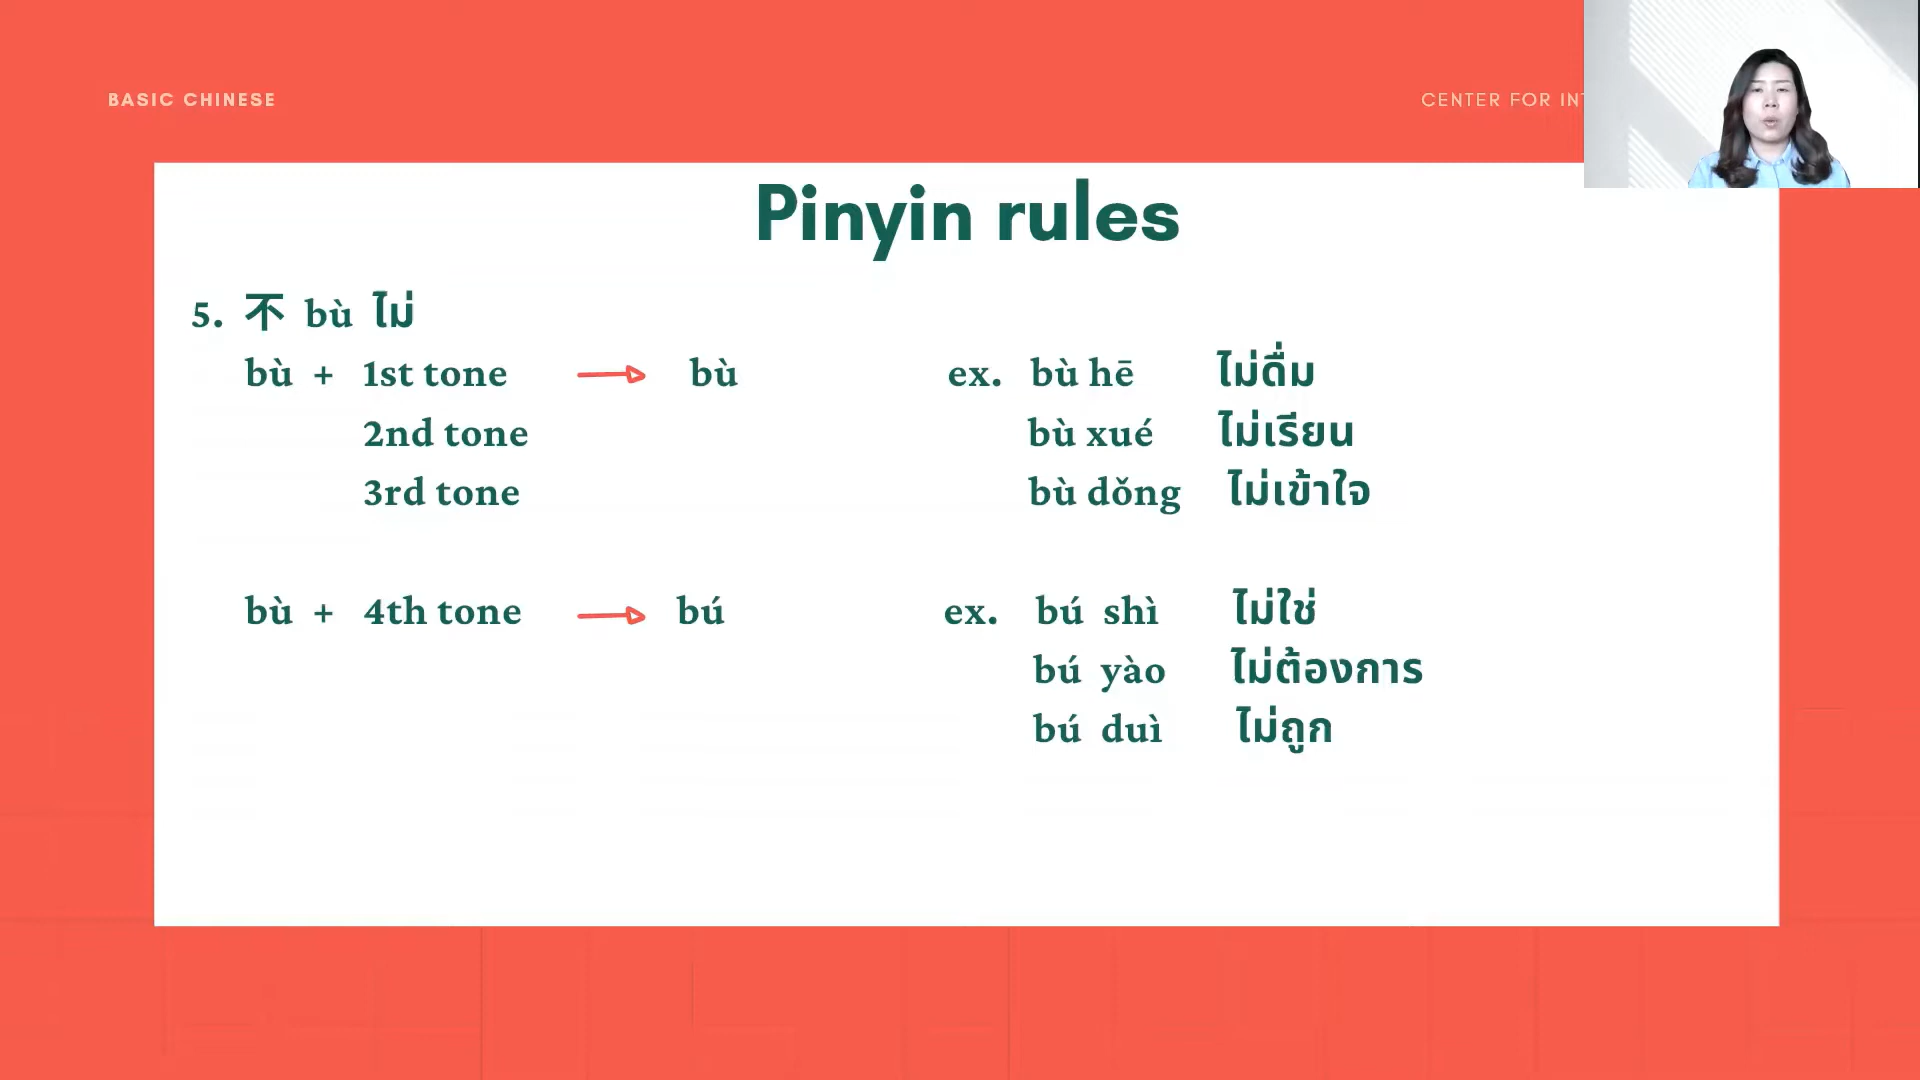 BASIC CHINESE
CENTER FOR INT
Pinyin rules
5. 不 bù ไม่
bù + 1st tone bù ex. bù hē ไม่ดื่ม
2nd tone bù xué ไม่เรียน
3rd tone bù dǒng ไม่เข้าใจ
bù + 4th tone bú ex. bú shì ไม่ใช่
bú yào ไม่ต้องการ
bú duì ไม่ถูก